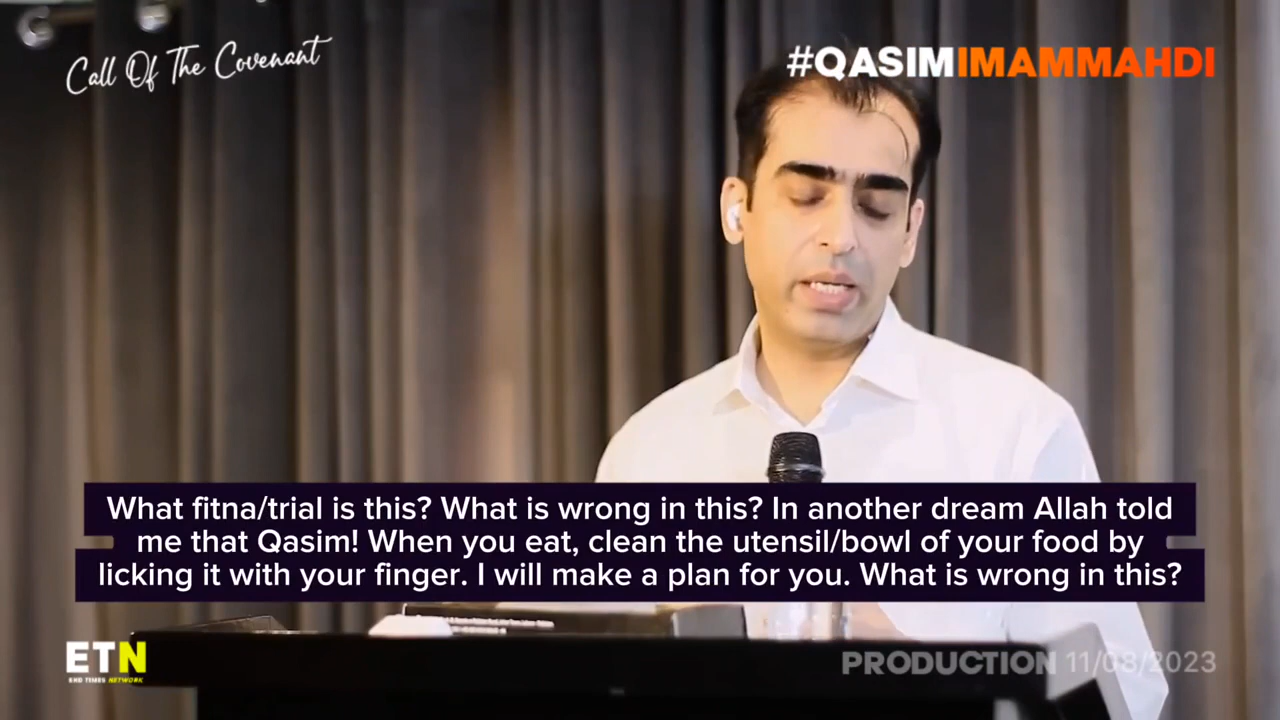 Call Of The Covenant
#QASIMIMAMMAHDI
What fitna/trial is this? What is wrong in this? In another dream Allah told
me that Qasim! When you eat, clean the utensil/bowl of your food by
licking it with your finger. I will make a plan for you. What is wrong in this?
ETN
END TIMES NETWORK
PRODUCTION 11/03/2023